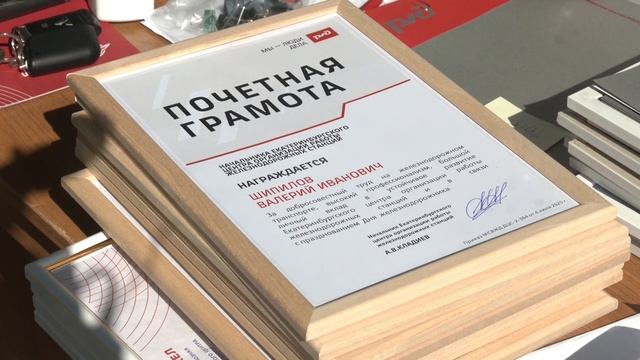 МЫ — ЛЮДИ
ДЕЛА
РЖД
ПОЧЕТНАЯ
ГРАМОТА
НАЧАЛЬНИКА ЕКАТЕРИНБУРГСКОГО
ЦЕНТРА ОРГАНИЗАЦИИ РАБОТЫ
ЖЕЛЕЗНОДОРОЖНЫХ СТАНЦИЙ
НАГРАЖДАЕТСЯ
ШИПИЛОВ
ВАЛЕРИЙ ИВАНОВИЧ
За добросовестный труд на железнодорожном
транспорте, высокий профессионализм, большой
личный вклад в устойчивое развитие
Екатеринбургского центра организации работы
железнодорожных станций и в связи
с празднованием Дня железнодорожника
Начальник Екатеринбургского
центра организации работы
железнодорожных станций
А.В.КЛАДИЕВ